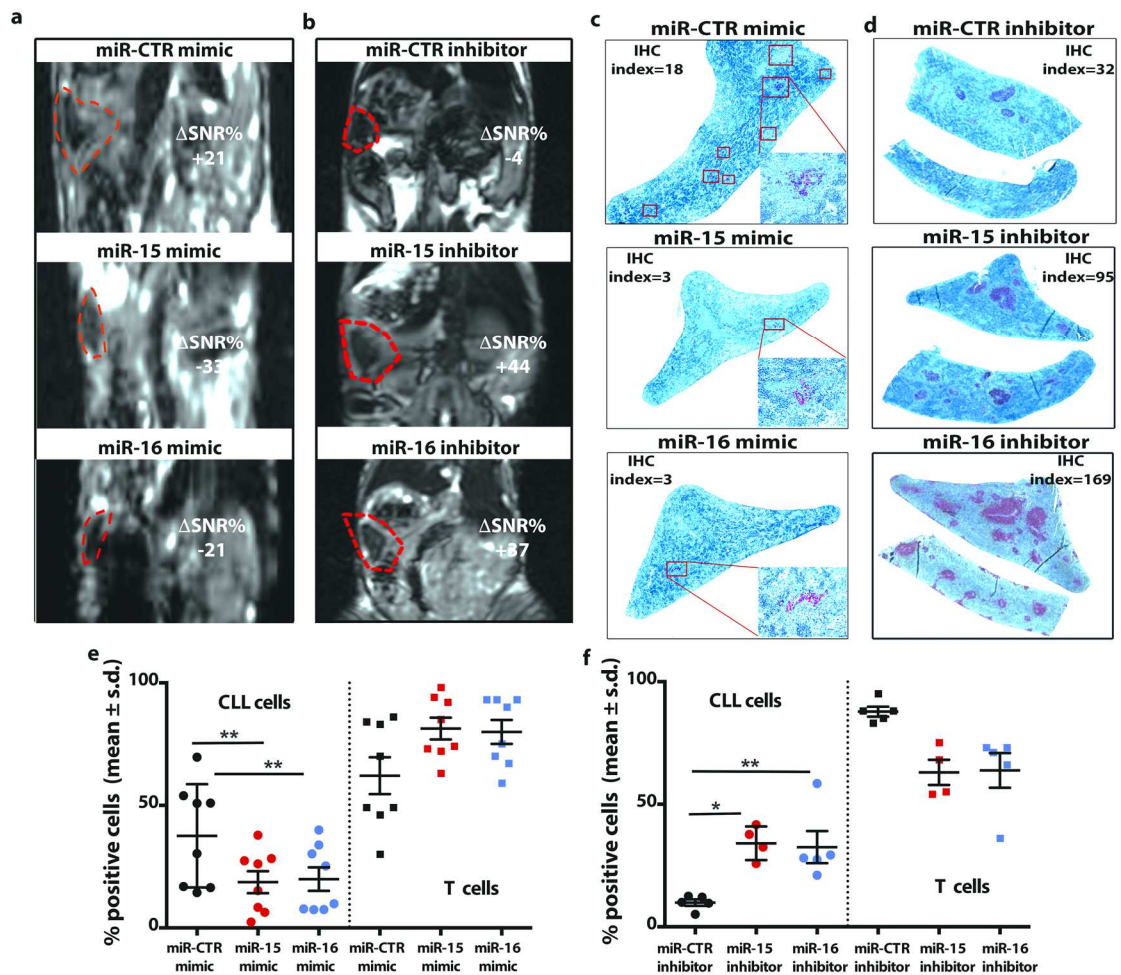 a
miR-CTR mimic
ΔSNR%
+21
miR-15 mimic
ΔSNR%
-33
miR-16 mimic
ΔSNR%
-21
b
miR-CTR inhibitor
ΔSNR%
-4
miR-15 inhibitor
ΔSNR%
+44
miR-16 inhibitor
ΔSNR%
+37
c
miR-CTR mimic
IHC
index=18
miR-15 mimic
IHC
index=3
miR-16 mimic
IHC
index=3
d
miR-CTR inhibitor
IHC
index=32
miR-15 inhibitor
IHC
index=95
miR-16 inhibitor
IHC
index=169
e
% positive cells (mean ± s.d.)
100
50
0
CLL cells
**
**
T cells
miR-CTR mimic
miR-15 mimic
miR-16 mimic
miR-CTR mimic
miR-15 mimic
miR-16 mimic
f
% positive cells (mean ± s.d.)
100
50
0
CLL cells
**
*
T cells
miR-CTR inhibitor
miR-15 inhibitor
miR-16 inhibitor
miR-CTR inhibitor
miR-15 inhibitor
miR-16 inhibitor